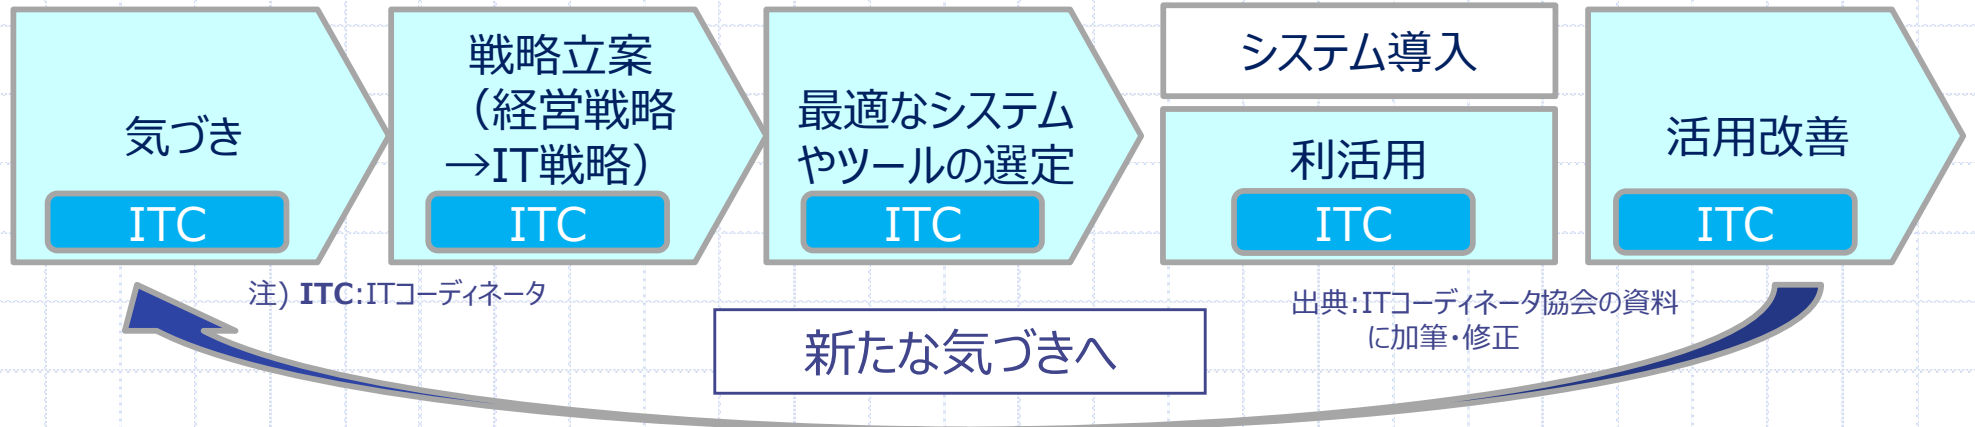 気づき
ITC
戦略立案
（経営戦略
→IT戦略）
ITC
最適なシステム
やツールの選定
ITC
システム導入
利活用
ITC
活用改善
ITC
注) ITC:ITコーディネータ
出典:ITコーディネータ協会の資料
に加筆・修正
新たな気づきへ